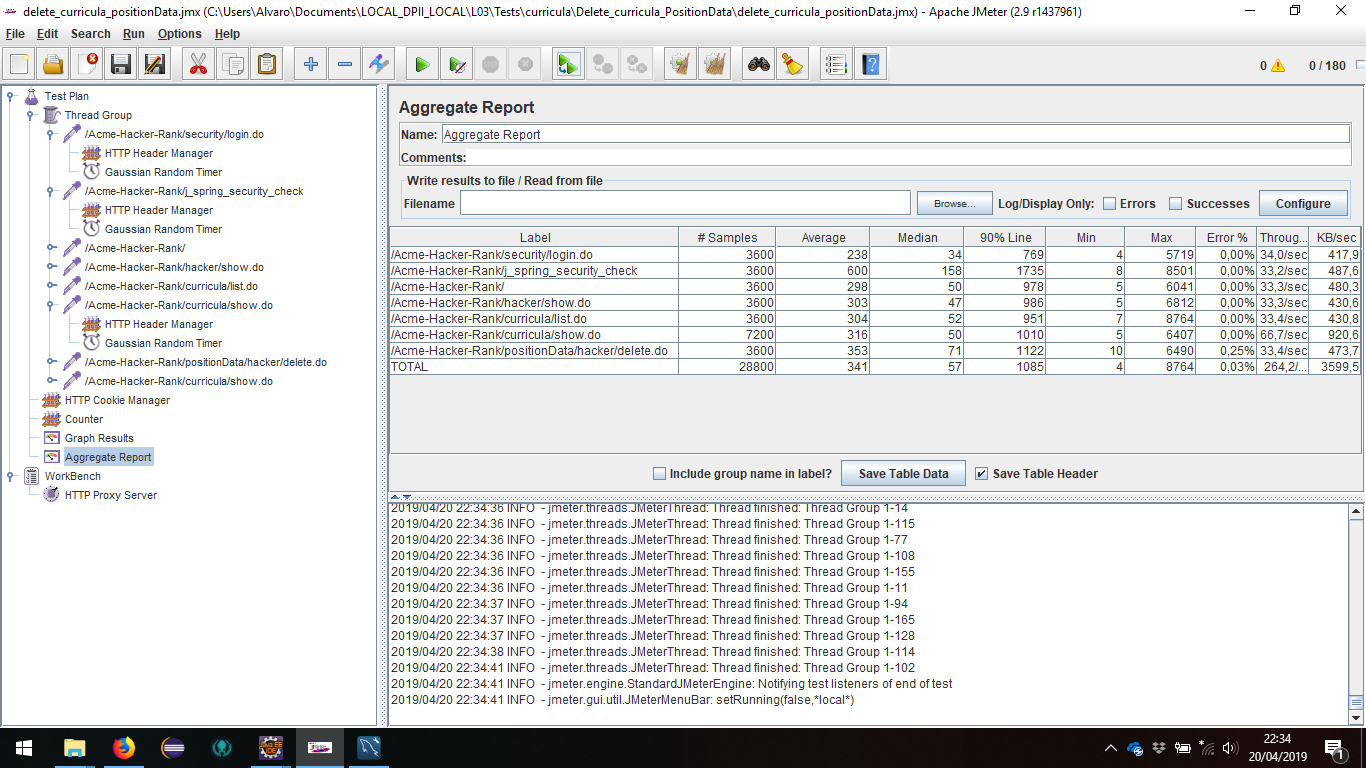 delete_curricula_positionData.jmx (C:\Users\Alvaro\Documents\LOCAL_DPII_LOCAL\L03\Tests\curricula\Delete_curricula_PositionData\delete_curricula_positionData.jmx) - Apache JMeter (2.9 r1437961)
File Edit Search Run Options Help
0 0 / 180
Test Plan
Thread Group
/Acme-Hacker-Rank/security/login.do
HTTP Header Manager
Gaussian Random Timer
/Acme-Hacker-Rank/j_spring_security_check
HTTP Header Manager
Gaussian Random Timer
/Acme-Hacker-Rank/
/Acme-Hacker-Rank/hacker/show.do
/Acme-Hacker-Rank/curricula/list.do
/Acme-Hacker-Rank/curricula/show.do
HTTP Header Manager
Gaussian Random Timer
/Acme-Hacker-Rank/positionData/hacker/delete.do
/Acme-Hacker-Rank/curricula/show.do
HTTP Cookie Manager
Counter
Graph Results
Aggregate Report
WorkBench
HTTP Proxy Server
Aggregate Report
Name: Aggregate Report
Comments:
Write results to file / Read from file
Filename Browse... Log/Display Only: Errors Successes Configure
Label # Samples Average Median 90% Line Min Max Error % Throug... KB/sec
/Acme-Hacker-Rank/security/login.do 3600 238 34 769 4 5719 0,00% 34,0/sec 417,9
/Acme-Hacker-Rank/j_spring_security_check 3600 600 158 1735 8 8501 0,00% 33,2/sec 487,6
/Acme-Hacker-Rank/ 3600 298 50 978 5 6041 0,00% 33,3/sec 480,3
/Acme-Hacker-Rank/hacker/show.do 3600 303 47 986 5 6812 0,00% 33,3/sec 430,6
/Acme-Hacker-Rank/curricula/list.do 3600 304 52 951 7 8764 0,00% 33,4/sec 430,8
/Acme-Hacker-Rank/curricula/show.do 7200 316 50 1010 5 6407 0,00% 66,7/sec 920,6
/Acme-Hacker-Rank/positionData/hacker/delete.do 3600 353 71 1122 10 6490 0,25% 33,4/sec 473,7
TOTAL 28800 341 57 1085 4 8764 0,03% 264,2/... 3599,5
Include group name in label? Save Table Data Save Table Header
2019/04/20 22:34:36 INFO - jmeter.threads.JMeterThread: Thread finished: Thread Group 1-14
2019/04/20 22:34:36 INFO - jmeter.threads.JMeterThread: Thread finished: Thread Group 1-115
2019/04/20 22:34:36 INFO - jmeter.threads.JMeterThread: Thread finished: Thread Group 1-77
2019/04/20 22:34:36 INFO - jmeter.threads.JMeterThread: Thread finished: Thread Group 1-108
2019/04/20 22:34:36 INFO - jmeter.threads.JMeterThread: Thread finished: Thread Group 1-155
2019/04/20 22:34:36 INFO - jmeter.threads.JMeterThread: Thread finished: Thread Group 1-11
2019/04/20 22:34:37 INFO - jmeter.threads.JMeterThread: Thread finished: Thread Group 1-94
2019/04/20 22:34:37 INFO - jmeter.threads.JMeterThread: Thread finished: Thread Group 1-165
2019/04/20 22:34:37 INFO - jmeter.threads.JMeterThread: Thread finished: Thread Group 1-128
2019/04/20 22:34:38 INFO - jmeter.threads.JMeterThread: Thread finished: Thread Group 1-114
2019/04/20 22:34:41 INFO - jmeter.threads.JMeterThread: Thread finished: Thread Group 1-102
2019/04/20 22:34:41 INFO - jmeter.engine.StandardJMeterEngine: Notifying test listeners of end of test
2019/04/20 22:34:41 INFO - jmeter.gui.util.JMeterMenuBar: setRunning(false,*local*)
22:34
20/04/2019
1